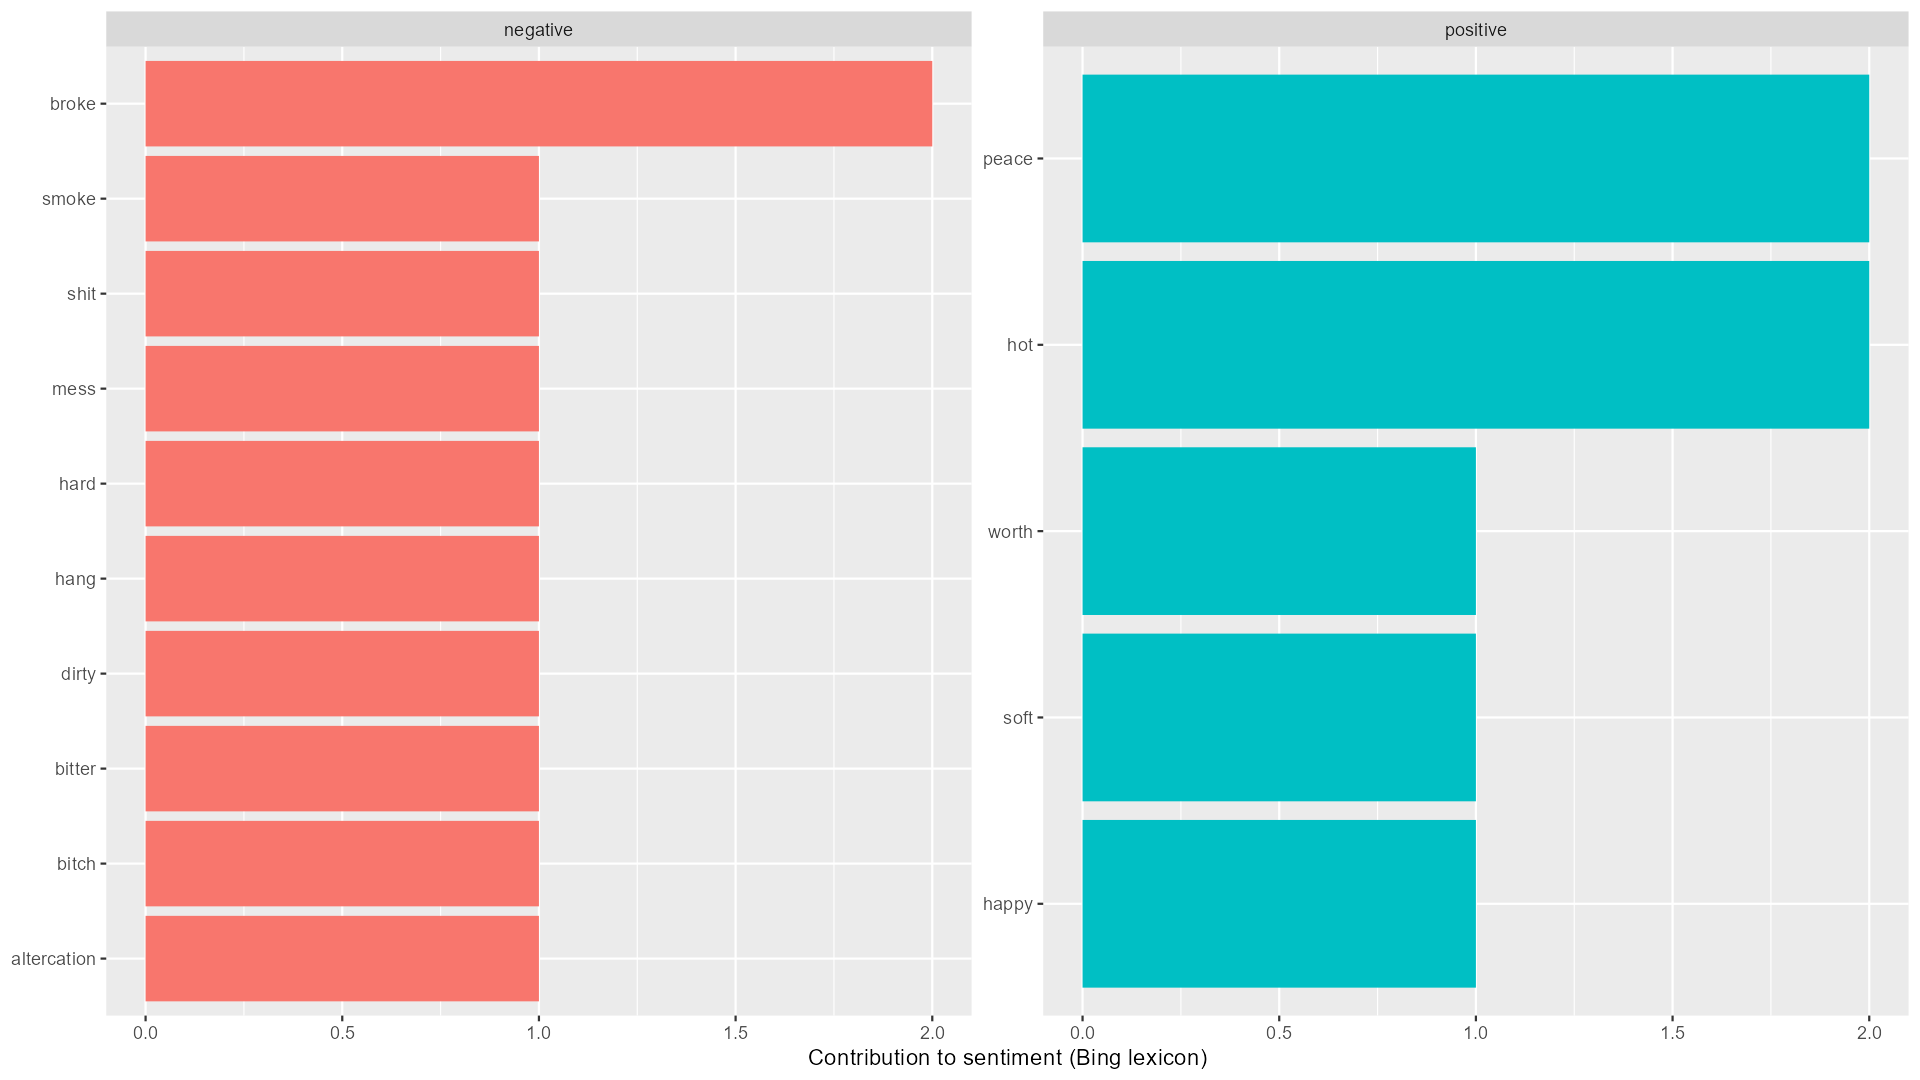 negative
broke
smoke
shit
mess
hard
hang
dirty
bitter
bitch
altercation
0.0 0.5 1.0 1.5 2.0
positive
peace
hot
worth
soft
happy
0.0 0.5 1.0 1.5 2.0
Contribution to sentiment (Bing lexicon)